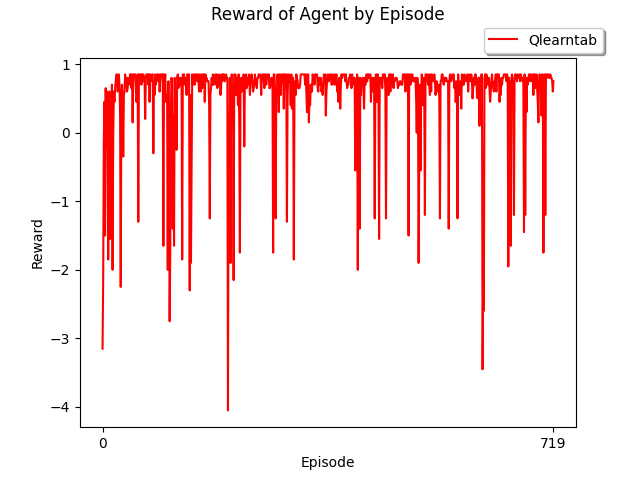 Reward of Agent by Episode
Qlearntab
1
0
−1
−2
−3
−4
Reward
0
719
Episode